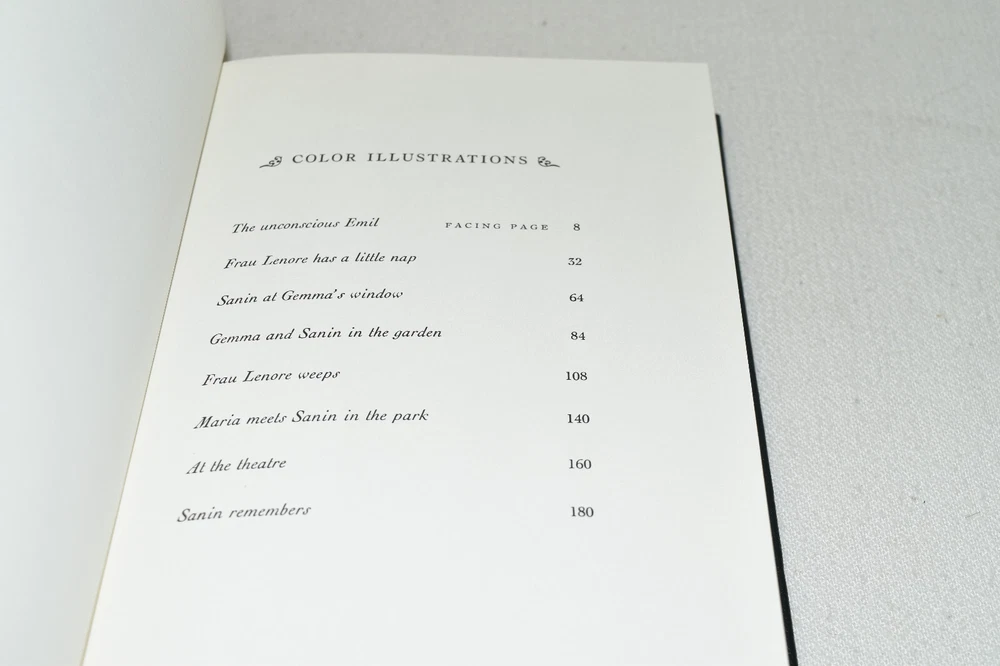 COLOR ILLUSTRATIONS
The unconscious Emil FACING PAGE 8
Frau Lenore has a little nap 32
Sanin at Gemma's window 64
Gemma and Sanin in the garden 84
Frau Lenore weeps 108
Maria meets Sanin in the park 140
At the theatre 160
Sanin remembers 180